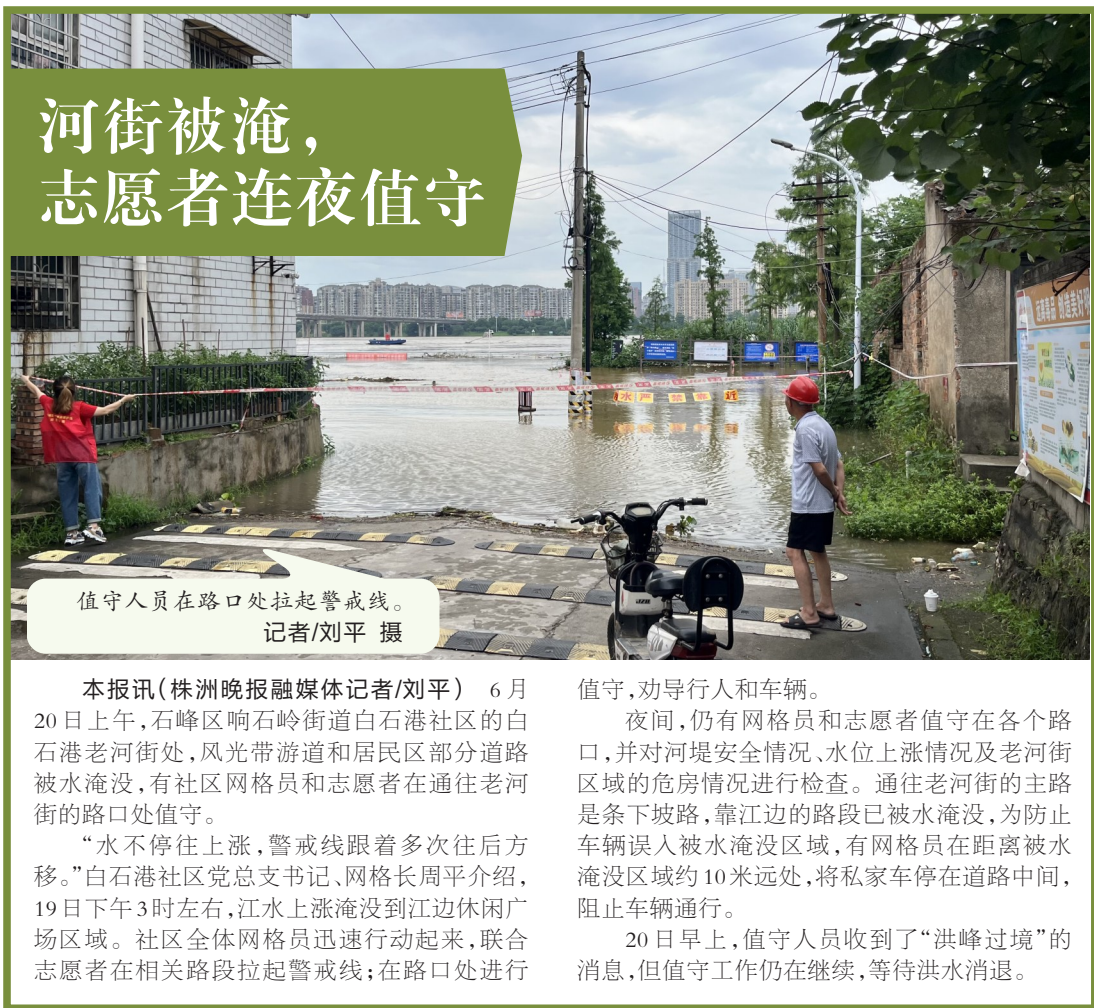 河街被淹，
志愿者连夜值守
水 严 禁 靠 近
值守人员在路口处拉起警戒线。
记者/刘平 摄
本报讯（株洲晚报融媒体记者/刘平） 6月
20日上午，石峰区响石岭街道白石港社区的白
石港老河街处，风光带游道和居民区部分道路
被水淹没，有社区网格员和志愿者在通往老河
街的路口处值守。
“水不停往上涨，警戒线跟着多次往后方
移。”白石港社区党总支书记、网格长周平介绍，
19日下午3时左右，江水上涨淹没到江边休闲广
场区域。社区全体网格员迅速行动起来，联合
志愿者在相关路段拉起警戒线；在路口处进行
值守，劝导行人和车辆。
夜间，仍有网格员和志愿者值守在各个路
口，并对河堤安全情况、水位上涨情况及老河街
区域的危房情况进行检查。通往老河街的主路
是条下坡路，靠江边的路段已被水淹没，为防止
车辆误入被水淹没区域，有网格员在距离被水
淹没区域约10米远处，将私家车停在道路中间，
阻止车辆通行。
20日早上，值守人员收到了“洪峰过境”的
消息，但值守工作仍在继续，等待洪水消退。